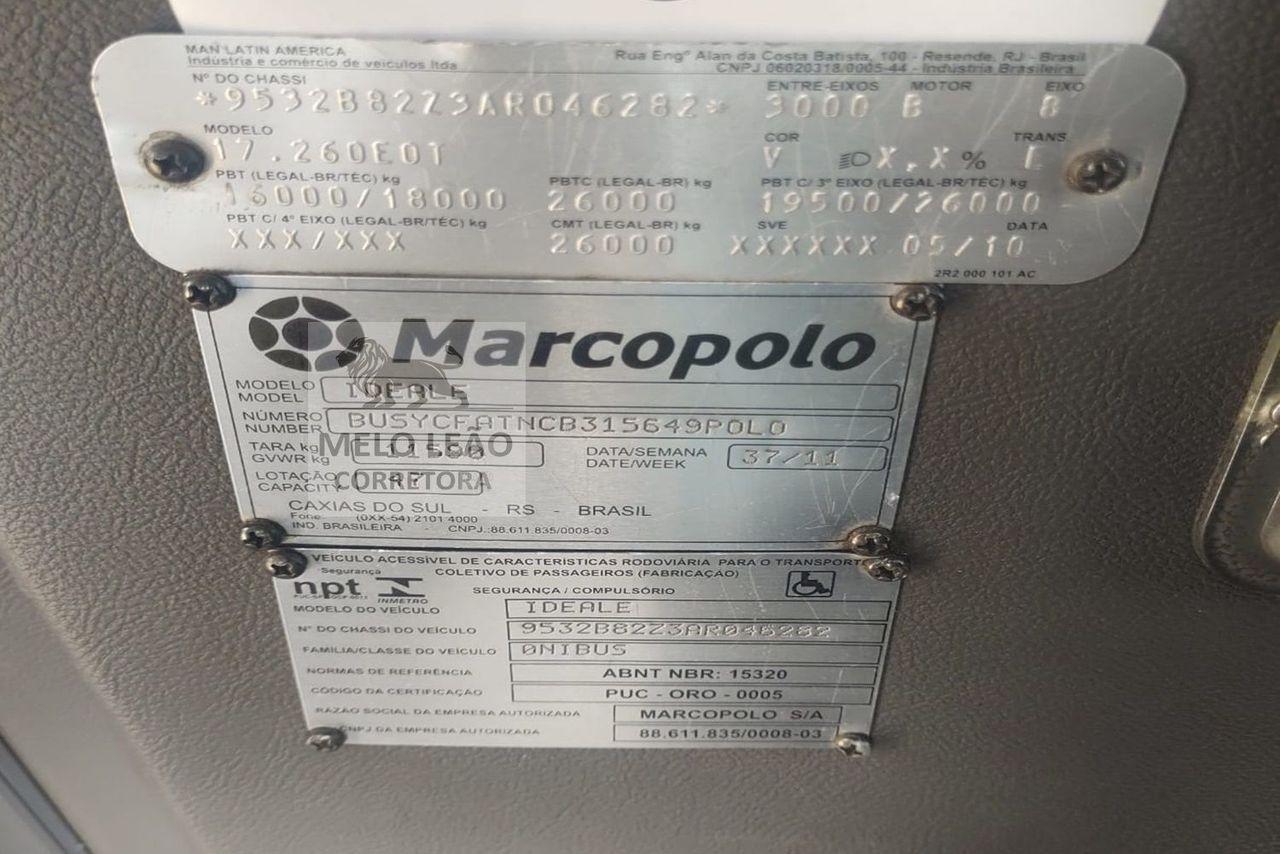 MAN LATIN AMERICA
Indústria e comércio de veículos ltda
Rua Engº Alan da Costa Batista, 100 - Resende, RJ - Brasil
CNPJ 06020318/0005-44 - Indústria Brasileira
Nº DO CHASSI ENTRE-EIXOS MOTOR EIXO
*9532B82Z3AR046282* 3000 B 8
MODELO COR TRANS.
17.260EOT V X,X %
PBT (LEGAL-BR/TÉC) kg PBTC (LEGAL-BR) kg PBT C/ 3º EIXO (LEGAL-BR/TÉC) kg
16000/18000 26000 19500/26000
PBT C/ 4º EIXO (LEGAL-BR/TÉC) kg CMT (LEGAL-BR) kg SVE DATA
XXX/XXX 26000 XXXXXX 05/10
2R2 000 101 AC
Marcopolo
MODELO
MODEL IDEALE
NÚMERO
NUMBER BUSYCFATNCB315649POLO
MELO LEÃO
CORRETORA
TARA kg
GVWR kg
DATA/SEMANA
DATE/WEEK 37/11
LOTAÇÃO
CAPACITY
CAXIAS DO SUL - RS - BRASIL
Fone: (0XX-54) 2101 4000
IND. BRASILEIRA - CNPJ.:88.611.835/0008-03
VEÍCULO ACESSÍVEL DE CARACTERÍSTICAS RODOVIÁRIA PARA O TRANSPORTE
COLETIVO DE PASSAGEIROS (FABRICAÇÃO)
Segurança
npt
INMETRO
SEGURANÇA / COMPULSÓRIO
MODELO DO VEÍCULO IDEALE
Nº DO CHASSI DO VEÍCULO 9532B82Z3AR046282
FAMÍLIA/CLASSE DO VEÍCULO ÔNIBUS
NORMAS DE REFERÊNCIA ABNT NBR: 15320
CÓDIGO DA CERTIFICAÇÃO PUC - ORO - 0005
RAZÃO SOCIAL DA EMPRESA AUTORIZADA MARCOPOLO S/A
CNPJ DA EMPRESA AUTORIZADA 88.611.835/0008-03